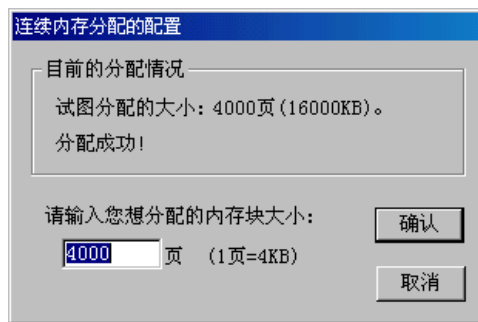 连续内存分配的配置
目前的分配情况
试图分配的大小: 4000页(16000KB)。
分配成功!
请输入您想分配的内存块大小:
4000 页 (1页=4KB)
确认
取消